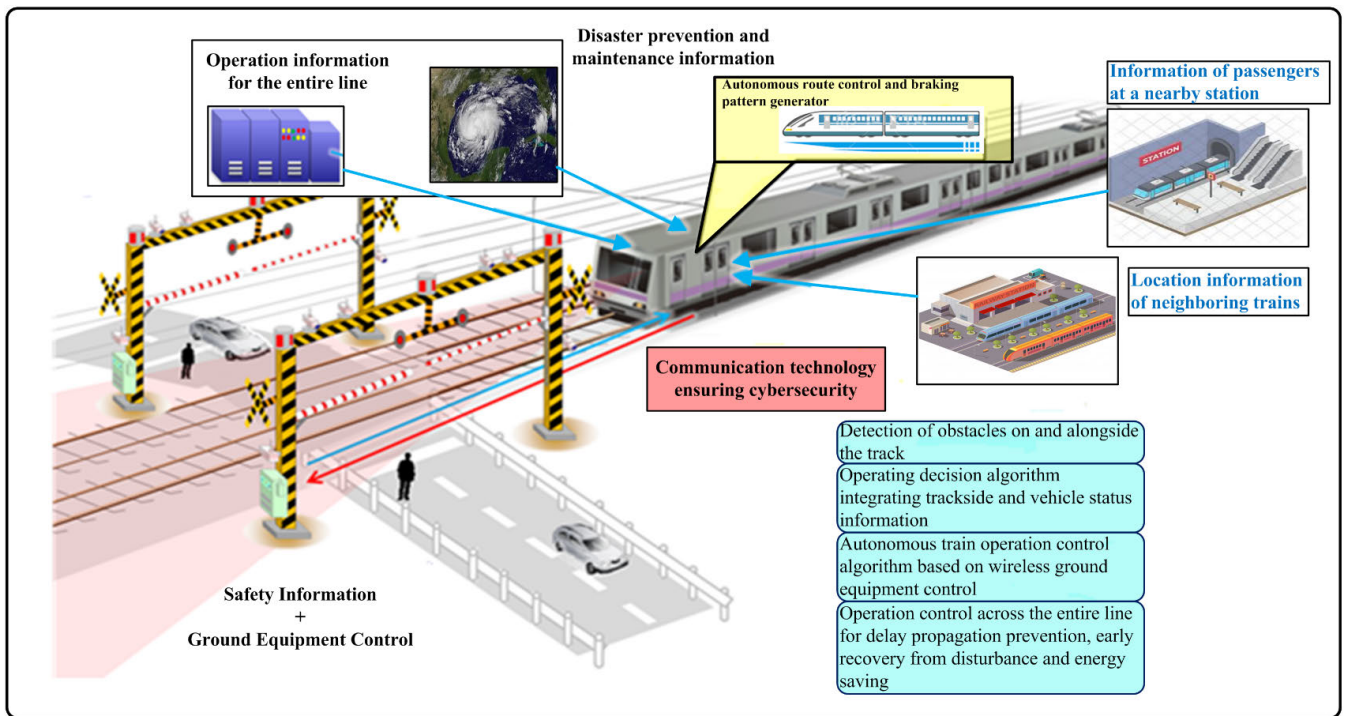 Disaster prevention and
maintenance information
Operation information
for the entire line
Autonomous route control and braking
pattern generator
Information of passengers
at a nearby station
STATION
Location information
of neighboring trains
Communication technology
ensuring cybersecurity
Detection of obstacles on and alongside
the track
Operating decision algorithm
integrating trackside and vehicle status
information
Autonomous train operation control
algorithm based on wireless ground
equipment control
Operation control across the entire line
for delay propagation prevention, early
recovery from disturbance and energy
saving
Safety Information
+
Ground Equipment Control